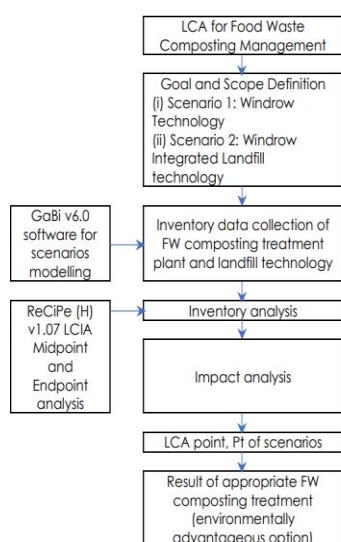 LCA for Food Waste
Composting Management
Goal and Scope Definition
(i) Scenario 1: Windrow
Technology
(ii) Scenario 2: Windrow
Integrated Landfill
technology
GaBi v6.0
software for
scenarios
modelling
Inventory data collection of
FW composting treatment
plant and landfill technology
ReCiPe (H)
v1.07 LCIA
Midpoint
and
Endpoint
analysis
Inventory analysis
Impact analysis
LCA point, Pt of scenarios
Result of appropriate FW
composting treatment
(environmentally
advantageous option)